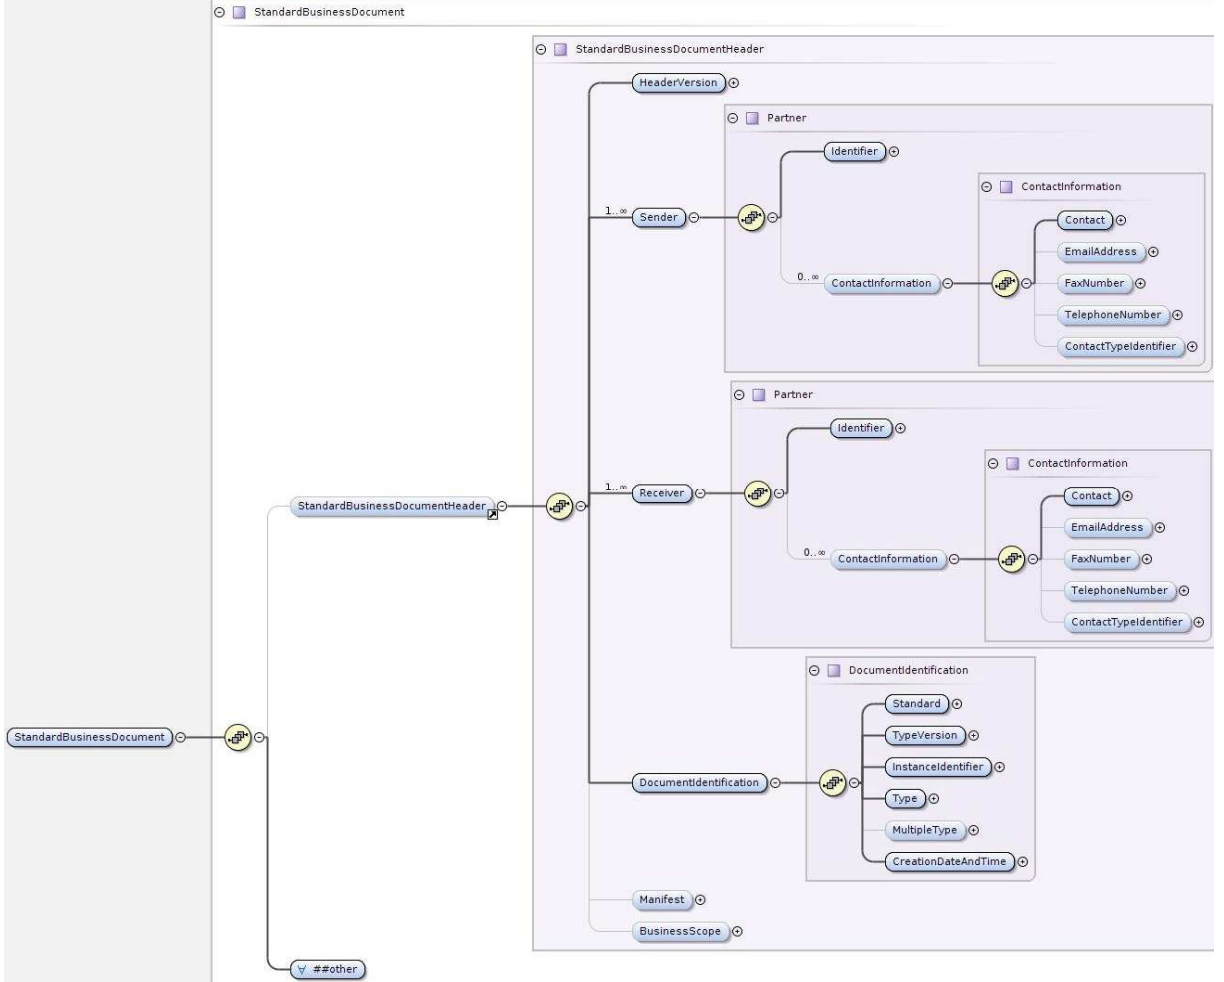 StandardBusinessDocument
StandardBusinessDocumentHeader
HeaderVersion
Partner
Identifier
ContactInformation
1..∞ Sender
Contact
EmailAddress
0..∞ ContactInformation
FaxNumber
TelephoneNumber
ContactTypeIdentifier
Partner
Identifier
ContactInformation
1..∞ Receiver
Contact
StandardBusinessDocumentHeader
EmailAddress
0..∞ ContactInformation
FaxNumber
TelephoneNumber
ContactTypeIdentifier
DocumentIdentification
Standard
StandardBusinessDocument
TypeVersion
InstanceIdentifier
DocumentIdentification
Type
MultipleType
CreationDateAndTime
Manifest
BusinessScope
∀ ##other